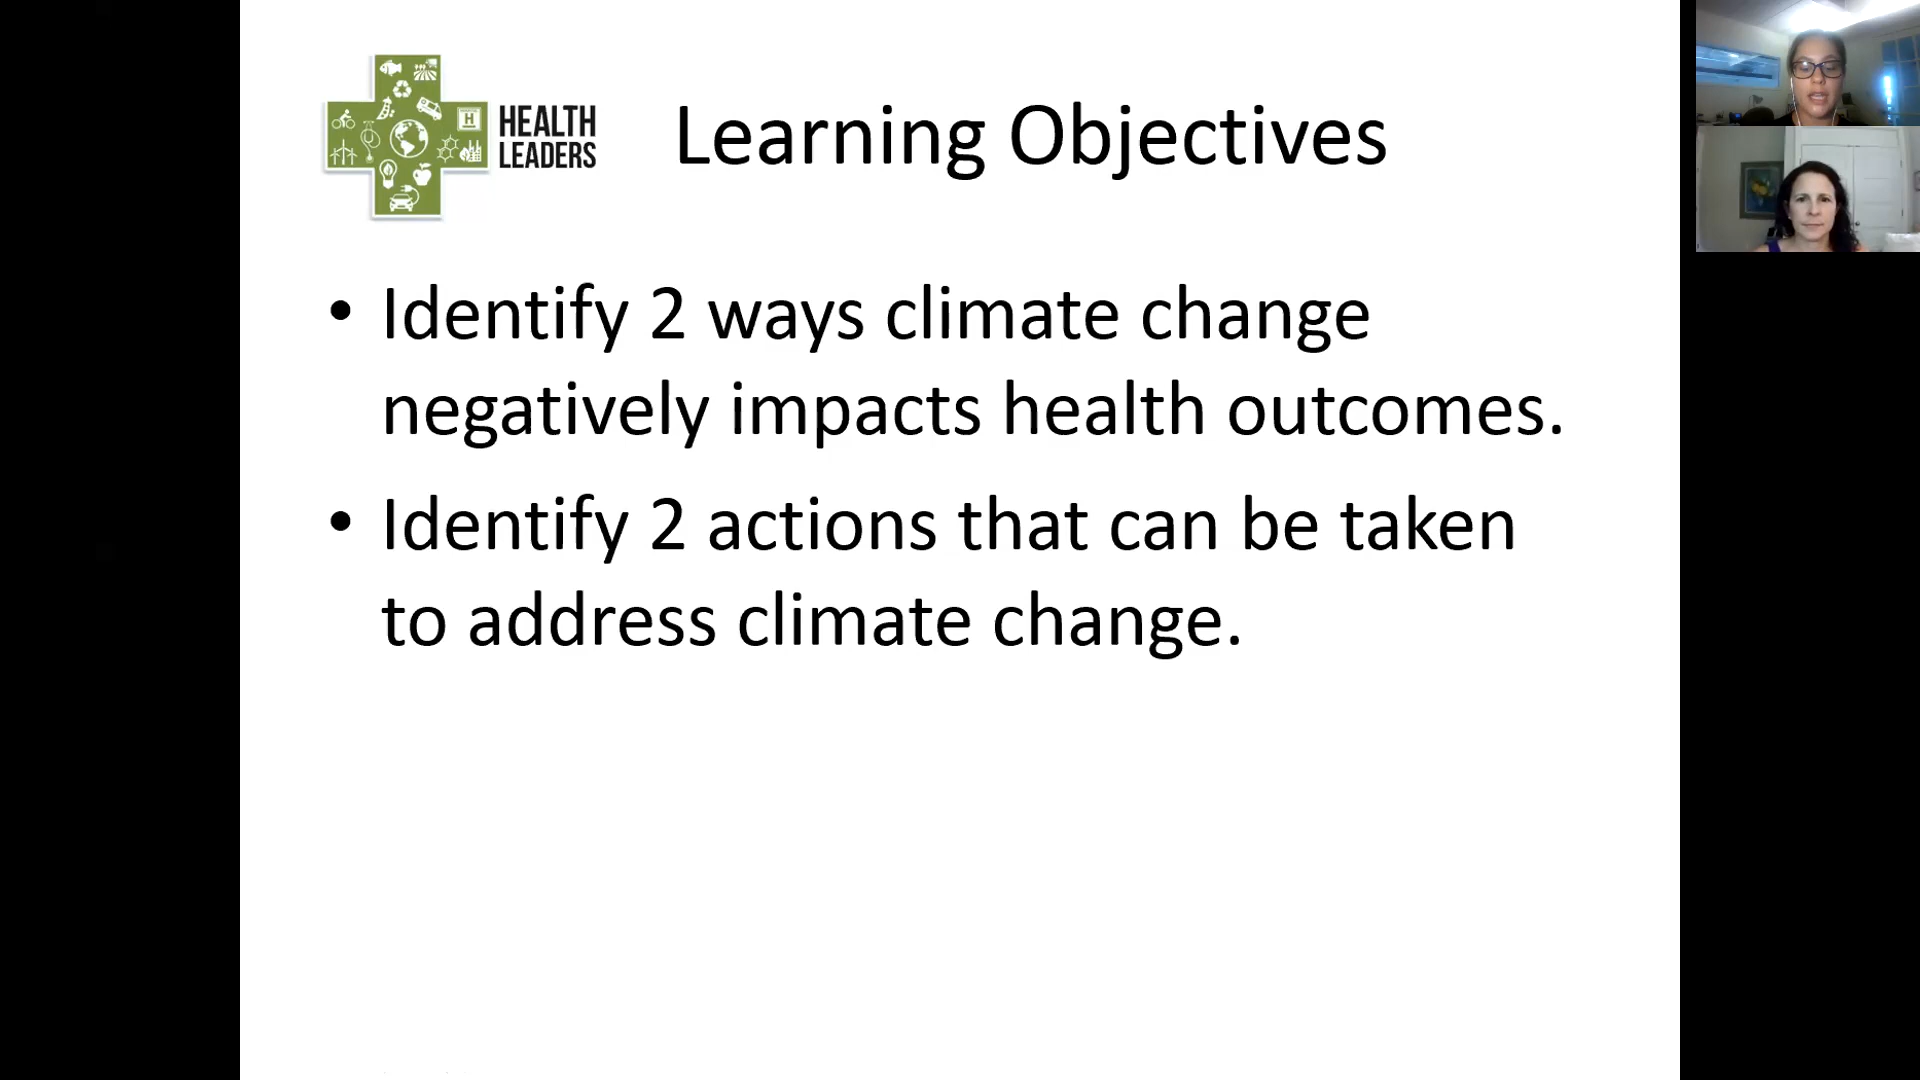 HEALTH
LEADERS
Learning Objectives
• Identify 2 ways climate change
negatively impacts health outcomes.
• Identify 2 actions that can be taken
to address climate change.
H